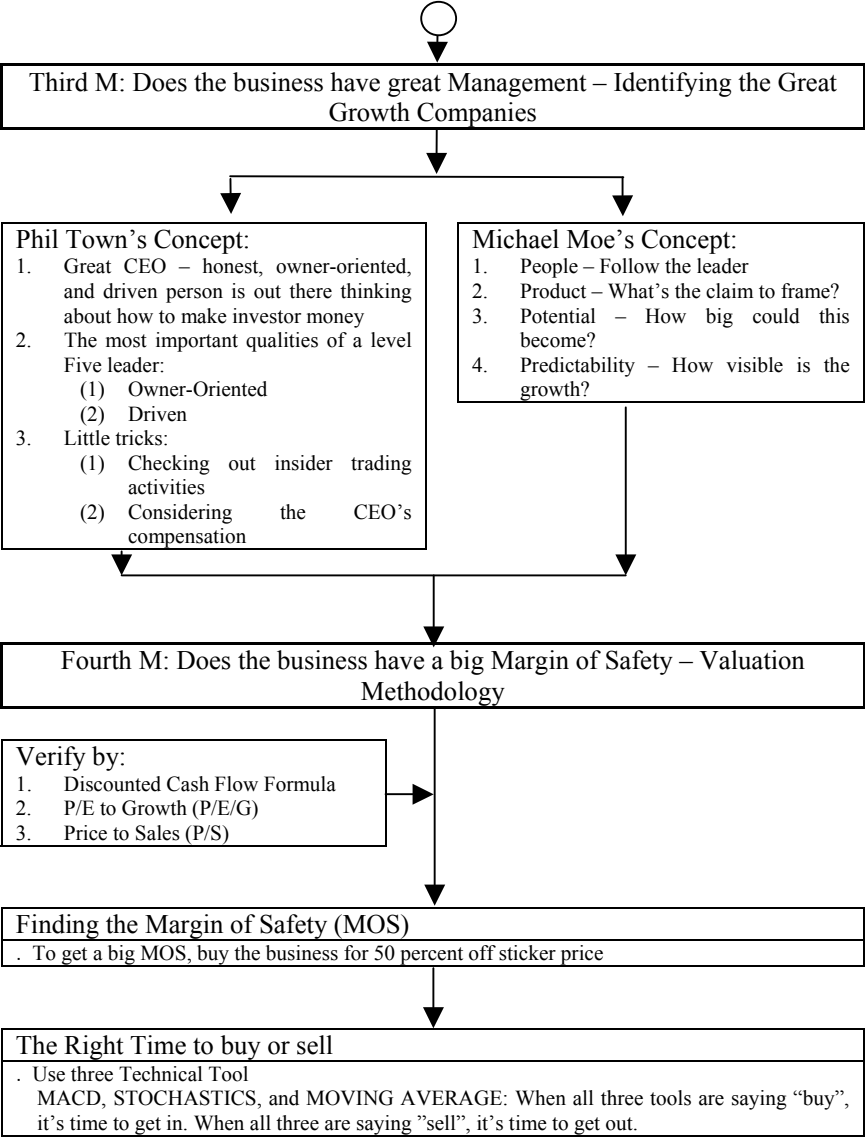 Third M: Does the business have great Management – Identifying the Great
Growth Companies
Phil Town's Concept:
1. Great CEO – honest, owner-oriented,
and driven person is out there thinking
about how to make investor money
2. The most important qualities of a level
Five leader:
(1) Owner-Oriented
(2) Driven
3. Little tricks:
(1) Checking out insider trading
activities
(2) Considering the CEO's
compensation
Michael Moe's Concept:
1. People – Follow the leader
2. Product – What's the claim to frame?
3. Potential – How big could this
become?
4. Predictability – How visible is the
growth?
Fourth M: Does the business have a big Margin of Safety – Valuation
Methodology
Verify by:
1. Discounted Cash Flow Formula
2. P/E to Growth (P/E/G)
3. Price to Sales (P/S)
Finding the Margin of Safety (MOS)
. To get a big MOS, buy the business for 50 percent off sticker price
The Right Time to buy or sell
. Use three Technical Tool
MACD, STOCHASTICS, and MOVING AVERAGE: When all three tools are saying “buy”,
it's time to get in. When all three are saying ”sell”, it's time to get out.